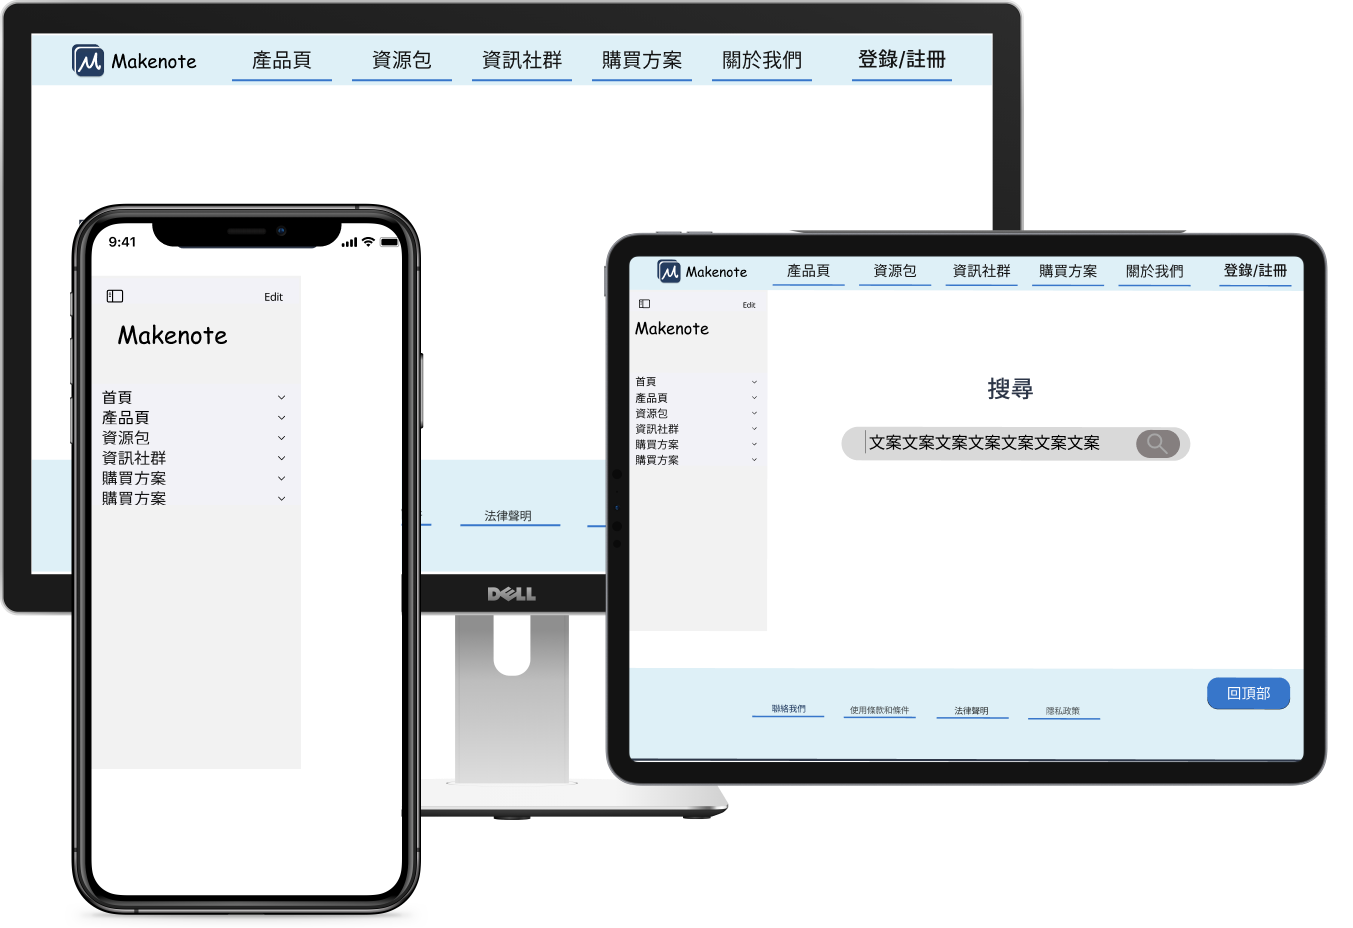 Makenote 產品頁 資源包 資訊社群 購買方案 關於我們 登錄/註冊
法律聲明
DELL
9:41
Edit
Makenote
首頁
產品頁
資源包
資訊社群
購買方案
購買方案
Makenote 產品頁 資源包 資訊社群 購買方案 關於我們 登錄/註冊
Edit
Makenote
首頁
產品頁
資源包
資訊社群
購買方案
購買方案
搜尋
文案文案文案文案文案文案文案
回頂部
聯絡我們 使用條款和條件 法律聲明 隱私政策